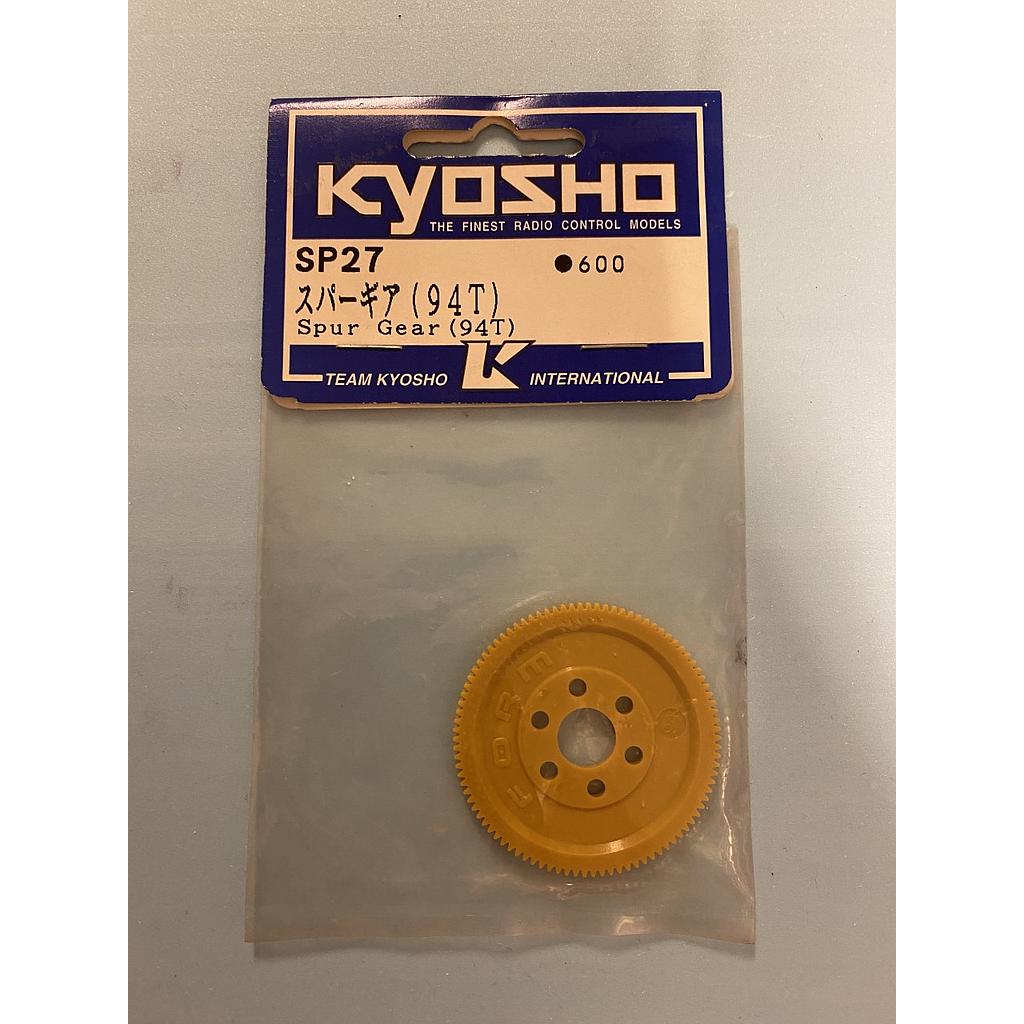 KYOSHO
THE FINEST RADIO CONTROL MODELS
SP27 ●600
スパーギア(94T)
Spur Gear(94T)
TEAM KYOSHO K INTERNATIONAL
FORM